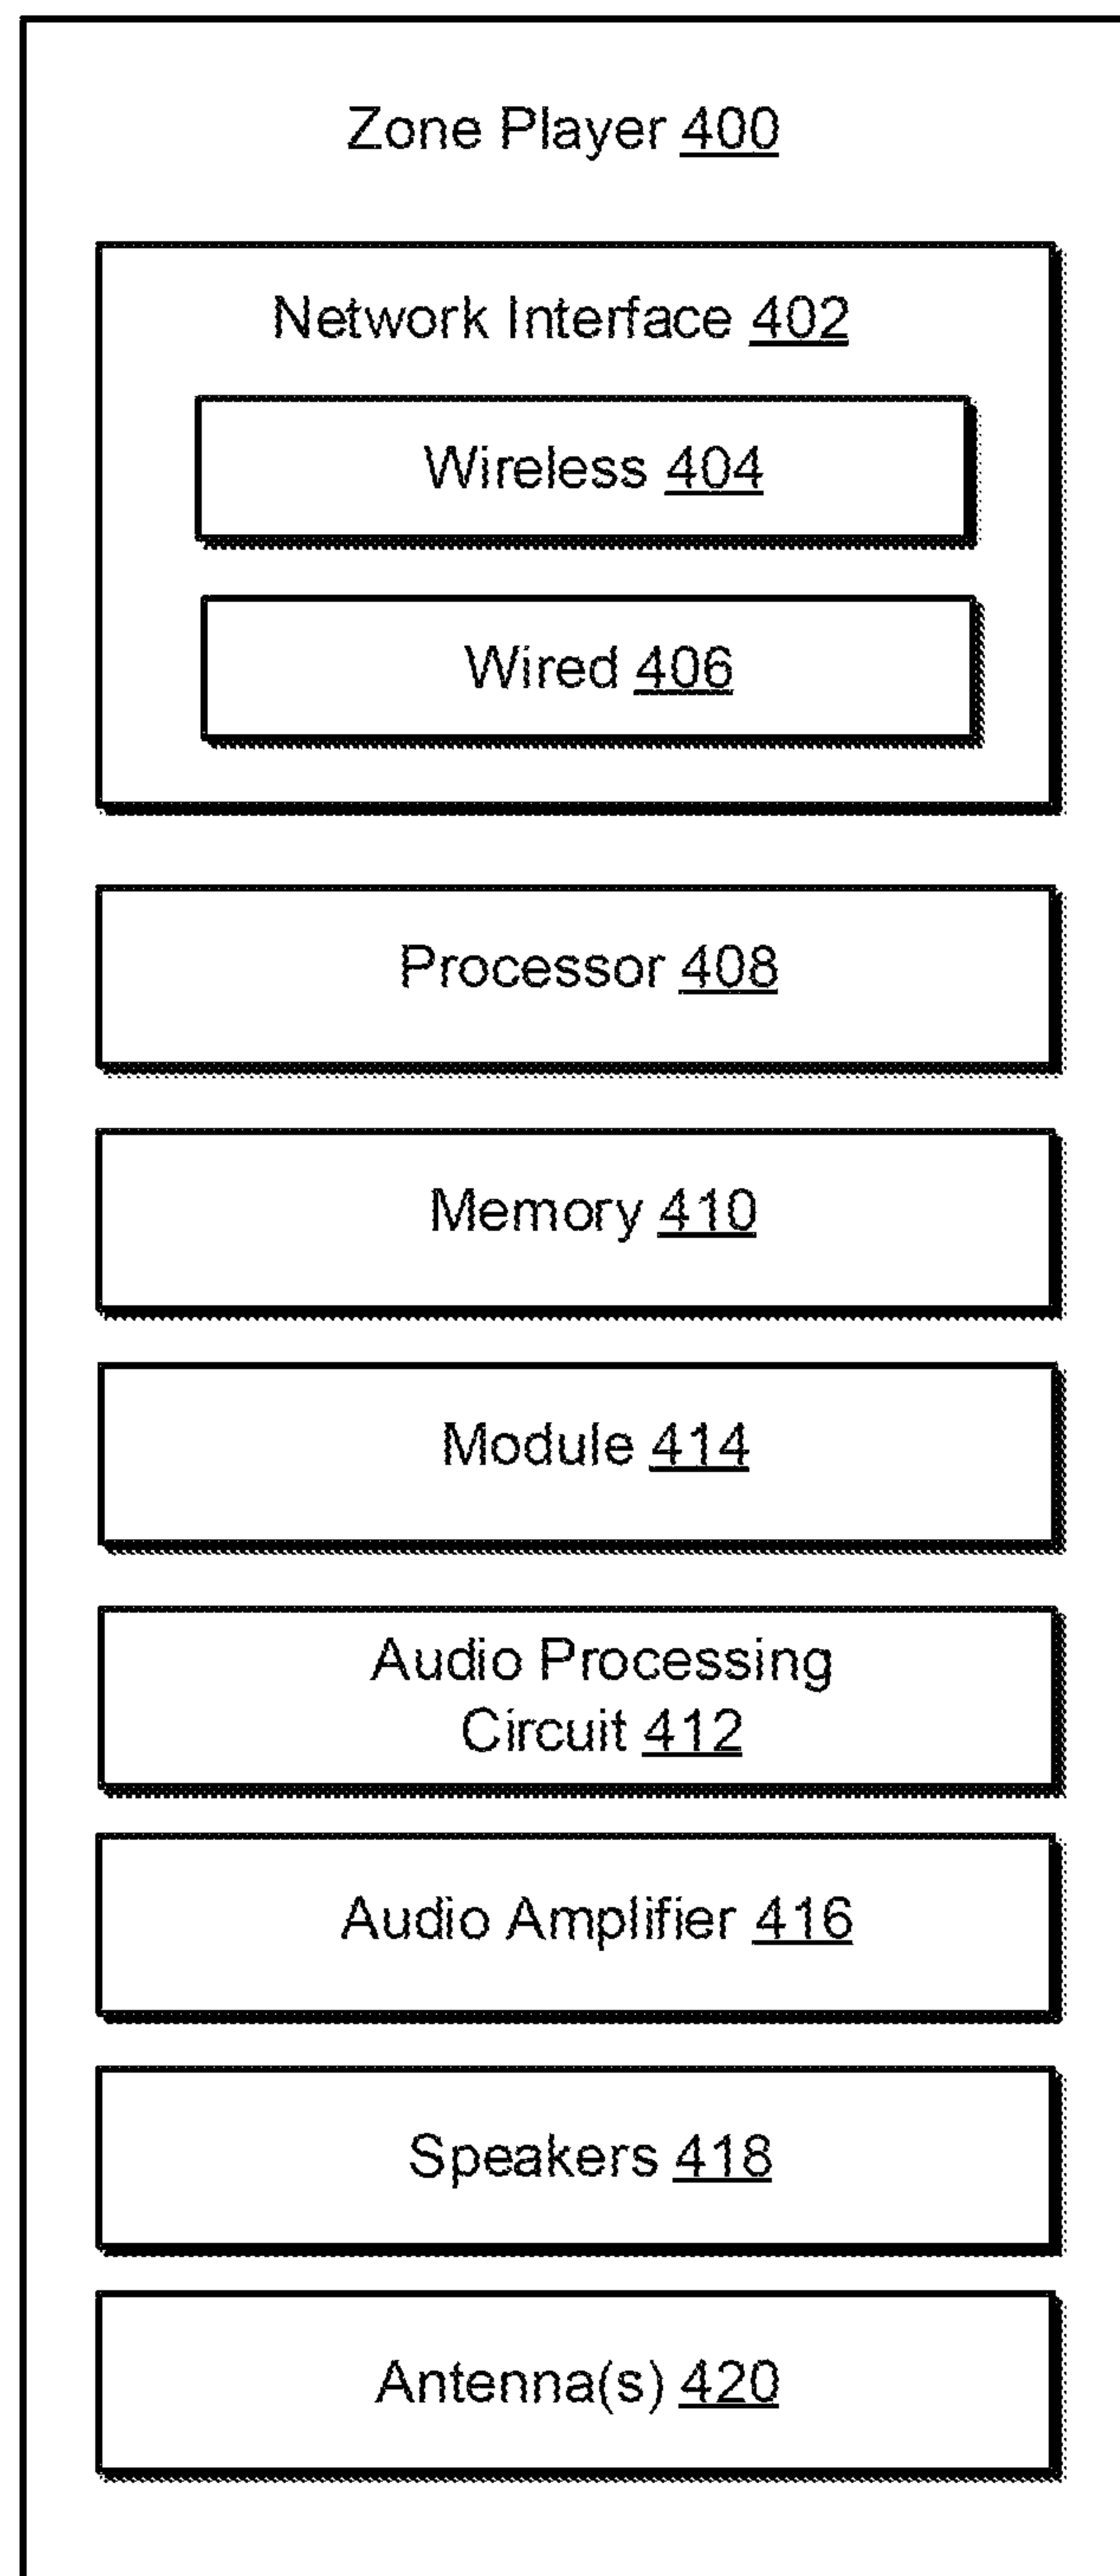 Zone Player 400
Network Interface 402
Wireless 404
Wired 406
Processor 408
Memory 410
Module 414
Audio Processing
Circuit 412
Audio Amplifier 416
Speakers 418
Antenna(s) 420